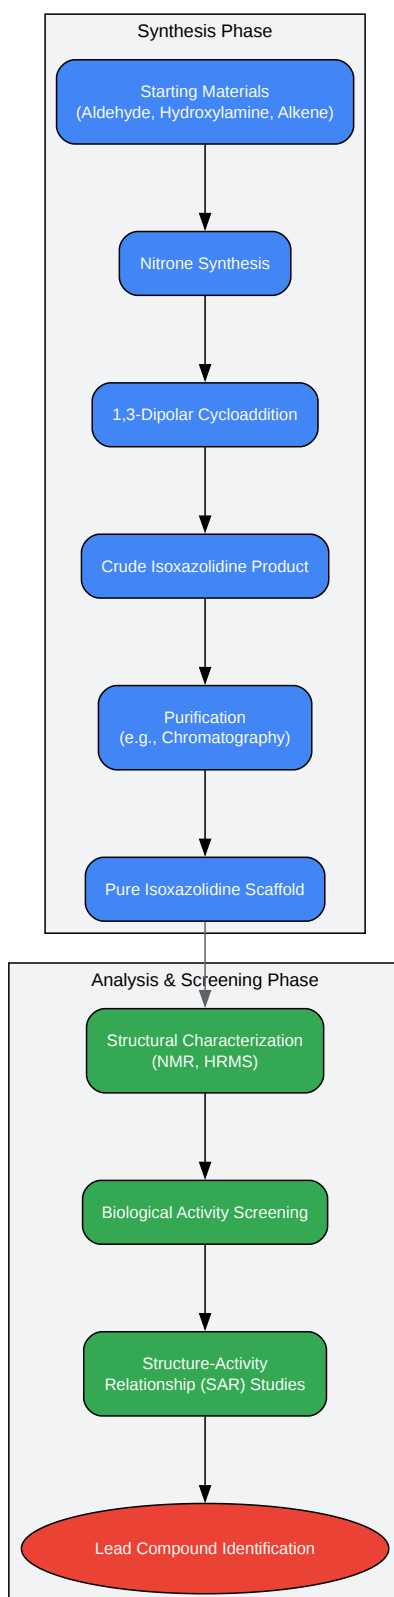 Synthesis Phase
Starting Materials
(Aldehyde, Hydroxylamine, Alkene)
Nitrone Synthesis
1,3-Dipolar Cycloaddition
Crude Isoxazolidine Product
Purification
(e.g., Chromatography)
Pure Isoxazolidine Scaffold
Analysis & Screening Phase
Structural Characterization
(NMR, HRMS)
Biological Activity Screening
Structure-Activity
Relationship (SAR) Studies
Lead Compound Identification